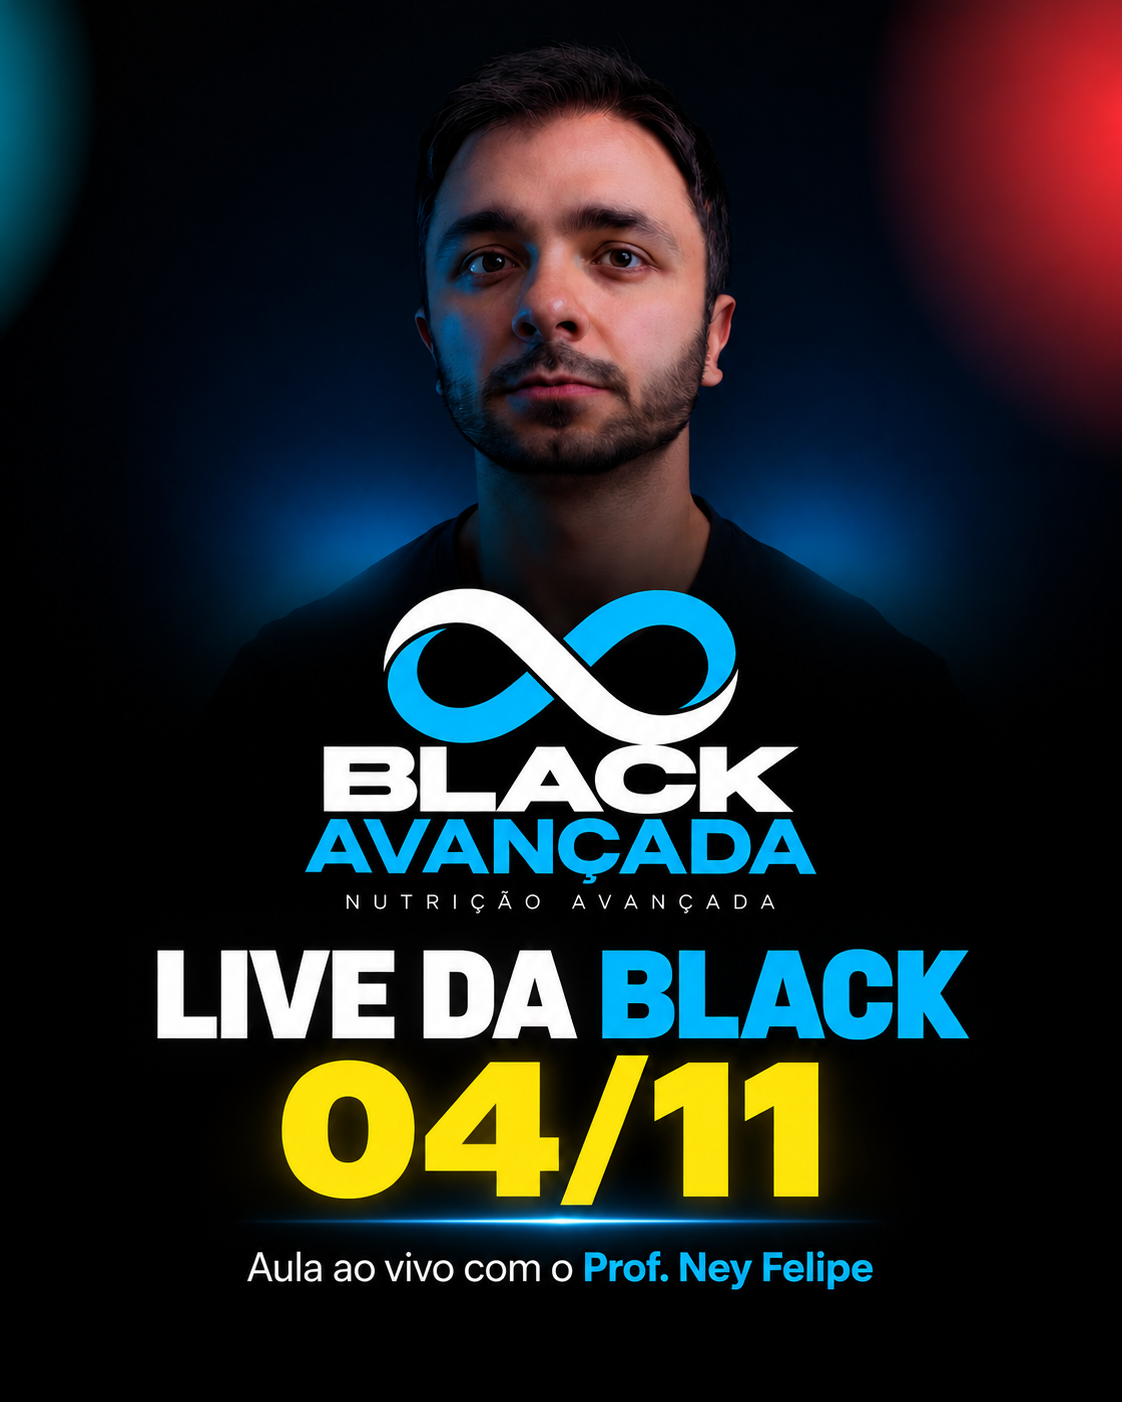 BLACK
AVANÇADA
NUTRIÇÃO AVANÇADA
LIVE DA BLACK
04/11
Aula ao vivo com o Prof. Ney Felipe